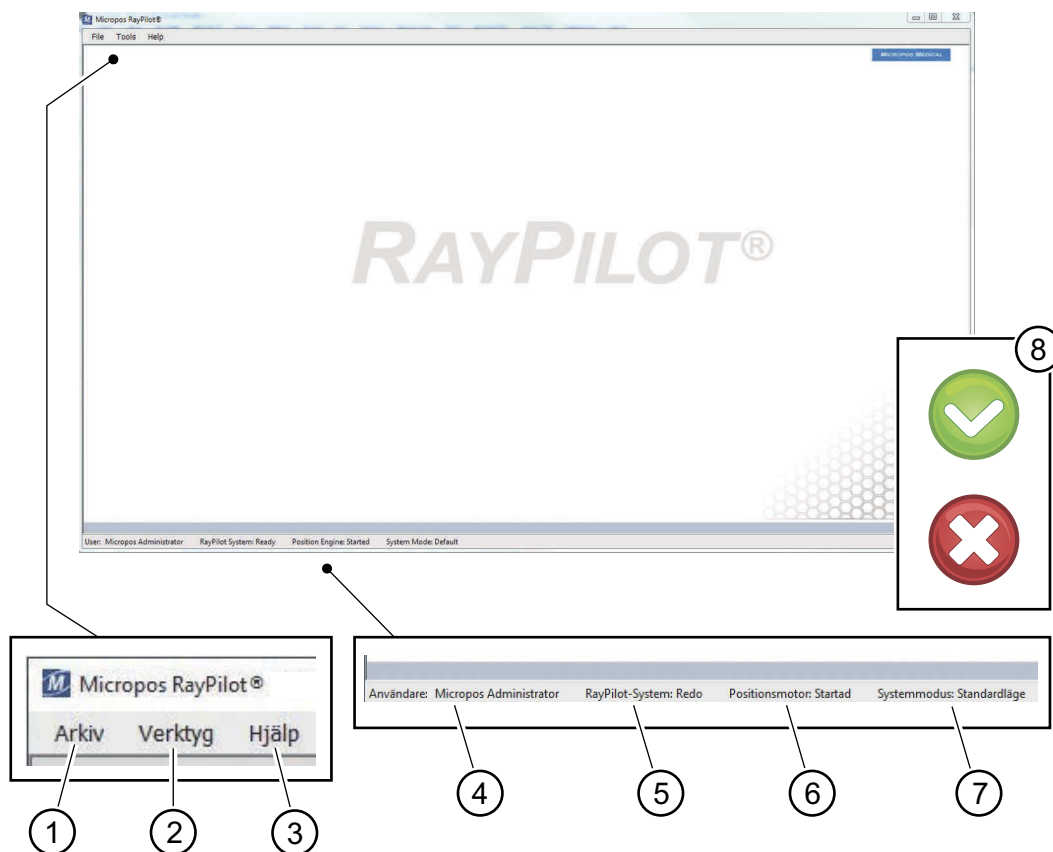 Micropos RayPilot®
File Tools Help
MICROPOS MEDICAL
RAYPILOT®
8
User: Micropos Administrator RayPilot System: Ready Position Engine: Started System Mode: Default
Micropos RayPilot®
Arkiv Verktyg Hjälp
Användare: Micropos Administrator RayPilot-System: Redo Positionsmotor: Startad Systemmodus: Standardläge
1 2 3 4 5 6 7